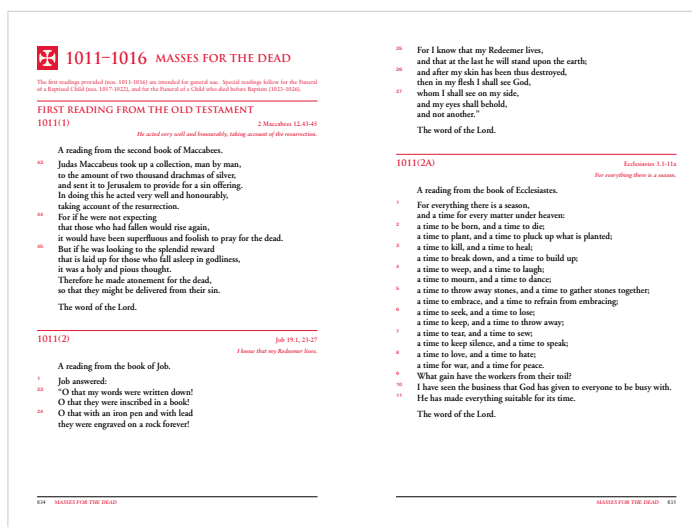 1011–1016 MASSES FOR THE DEAD
The first readings provided (nos. 1011-1016) are intended for general use. Special readings follow for the Funeral
of a Baptized Child (nos. 1017-1022), and for the Funeral of a Child who died before Baptism (1023-1026).
FIRST READING FROM THE OLD TESTAMENT
1011(1) 2 Maccabees 12.43-45
He acted very well and honourably, taking account of the resurrection.
A reading from the second book of Maccabees.
43 Judas Maccabeus took up a collection, man by man,
to the amount of two thousand drachmas of silver,
and sent it to Jerusalem to provide for a sin offering.
In doing this he acted very well and honourably,
taking account of the resurrection.
44 For if he were not expecting
that those who had fallen would rise again,
it would have been superfluous and foolish to pray for the dead.
45 But if he was looking to the splendid reward
that is laid up for those who fall asleep in godliness,
it was a holy and pious thought.
Therefore he made atonement for the dead,
so that they might be delivered from their sin.
The word of the Lord.
1011(2) Job 19.1, 23-27
I know that my Redeemer lives.
A reading from the book of Job.
1 Job answered:
23 “O that my words were written down!
O that they were inscribed in a book!
24 O that with an iron pen and with lead
they were engraved on a rock forever!
834 MASSES FOR THE DEAD
25 For I know that my Redeemer lives,
and that at the last he will stand upon the earth;
26 and after my skin has been thus destroyed,
then in my flesh I shall see God,
27 whom I shall see on my side,
and my eyes shall behold,
and not another.”
The word of the Lord.
1011(2A) Ecclesiastes 3.1-11a
For everything there is a season.
A reading from the book of Ecclesiastes.
1 For everything there is a season,
and a time for every matter under heaven:
2 a time to be born, and a time to die;
a time to plant, and a time to pluck up what is planted;
3 a time to kill, and a time to heal;
a time to break down, and a time to build up;
4 a time to weep, and a time to laugh;
a time to mourn, and a time to dance;
5 a time to throw away stones, and a time to gather stones together;
a time to embrace, and a time to refrain from embracing;
6 a time to seek, and a time to lose;
a time to keep, and a time to throw away;
7 a time to tear, and a time to sew;
a time to keep silence, and a time to speak;
8 a time to love, and a time to hate;
a time for war, and a time for peace.
9 What gain have the workers from their toil?
10 I have seen the business that God has given to everyone to be busy with.
11 He has made everything suitable for its time.
The word of the Lord.
MASSES FOR THE DEAD 835